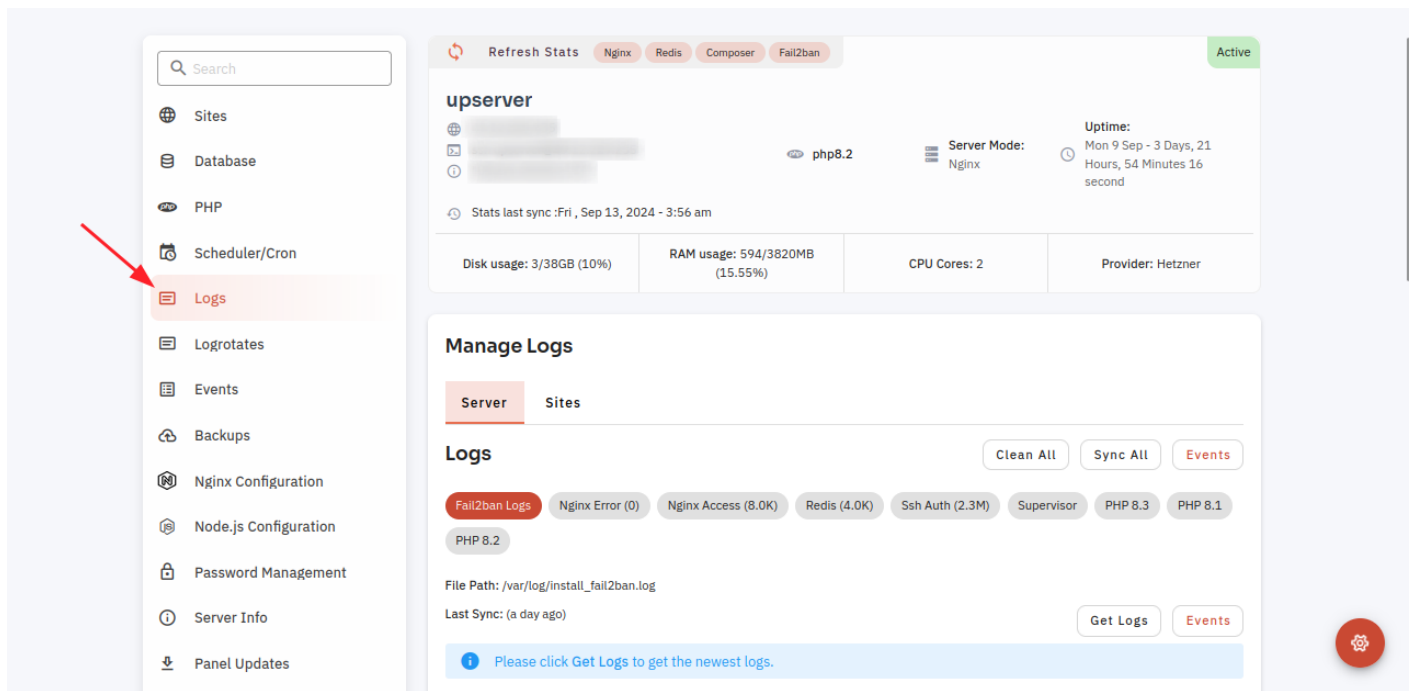 Search
Sites
Database
PHP
Scheduler/Cron
Logs
Logrotates
Events
Backups
Nginx Configuration
Node.js Configuration
Password Management
Server Info
Panel Updates
Refresh Stats Nginx Redis Composer Fail2ban
Active
upserver
php php8.2
Server Mode:
Nginx
Uptime:
Mon 9 Sep - 3 Days, 21
Hours, 54 Minutes 16
second
Stats last sync :Fri , Sep 13, 2024 - 3:56 am
Disk usage: 3/38GB (10%)
RAM usage: 594/3820MB
(15.55%)
CPU Cores: 2
Provider: Hetzner
Manage Logs
Server Sites
Logs
Clean All Sync All Events
Fail2ban Logs Nginx Error (0) Nginx Access (8.0K) Redis (4.0K) Ssh Auth (2.3M) Supervisor PHP 8.3 PHP 8.1
PHP 8.2
File Path: /var/log/install_fail2ban.log
Last Sync: (a day ago)
Get Logs Events
Please click Get Logs to get the newest logs.